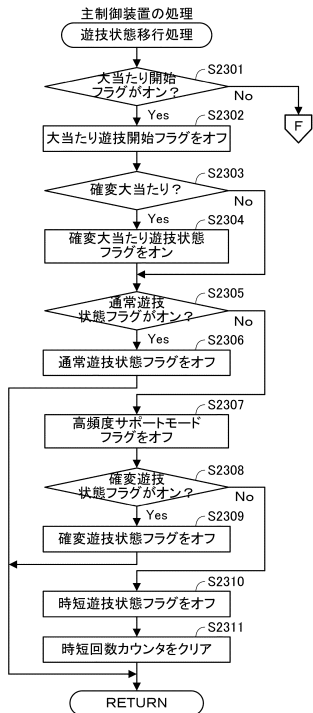 主制御装置の処理
遊技状態移行処理
S2301
大当たり開始
フラグがオン？
No
Yes
F
S2302
大当たり遊技開始フラグをオフ
S2303
確変大当たり？
No
Yes
S2304
確変大当たり遊技状態
フラグをオン
S2305
通常遊技
状態フラグがオン？
No
Yes
S2306
通常遊技状態フラグをオフ
S2307
高頻度サポートモード
フラグをオフ
S2308
確変遊技
状態フラグがオン？
No
Yes
S2309
確変遊技状態フラグをオフ
S2310
時短遊技状態フラグをオフ
S2311
時短回数カウンタをクリア
RETURN